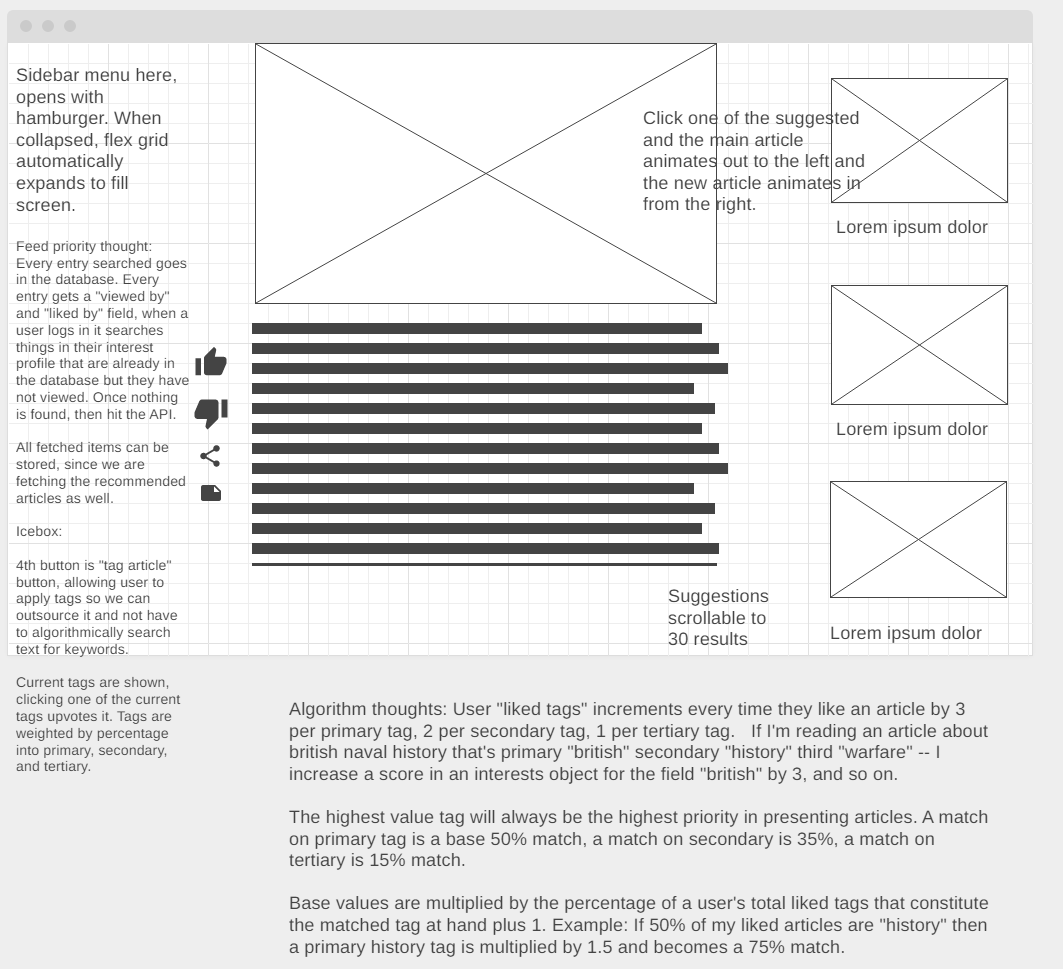 Sidebar menu here,
opens with
hamburger. When
collapsed, flex grid
automatically
expands to fill
screen.
Feed priority thought:
Every entry searched goes
in the database. Every
entry gets a "viewed by"
and "liked by" field, when a
user logs in it searches
things in their interest
profile that are already in
the database but they have
not viewed. Once nothing
is found, then hit the API.
All fetched items can be
stored, since we are
fetching the recommended
articles as well.
Icebox:
4th button is "tag article"
button, allowing user to
apply tags so we can
outsource it and not have
to algorithmically search
text for keywords.
Current tags are shown,
clicking one of the current
tags upvotes it. Tags are
weighted by percentage
into primary, secondary,
and tertiary.
Click one of the suggested
and the main article
animates out to the left and
the new article animates in
from the right.
Lorem ipsum dolor
Lorem ipsum dolor
Lorem ipsum dolor
Suggestions
scrollable to
30 results
Algorithm thoughts: User "liked tags" increments every time they like an article by 3
per primary tag, 2 per secondary tag, 1 per tertiary tag.   If I'm reading an article about
british naval history that's primary "british" secondary "history" third "warfare" -- I
increase a score in an interests object for the field "british" by 3, and so on.
The highest value tag will always be the highest priority in presenting articles. A match
on primary tag is a base 50% match, a match on secondary is 35%, a match on
tertiary is 15% match.
Base values are multiplied by the percentage of a user's total liked tags that constitute
the matched tag at hand plus 1. Example: If 50% of my liked articles are "history" then
a primary history tag is multiplied by 1.5 and becomes a 75% match.